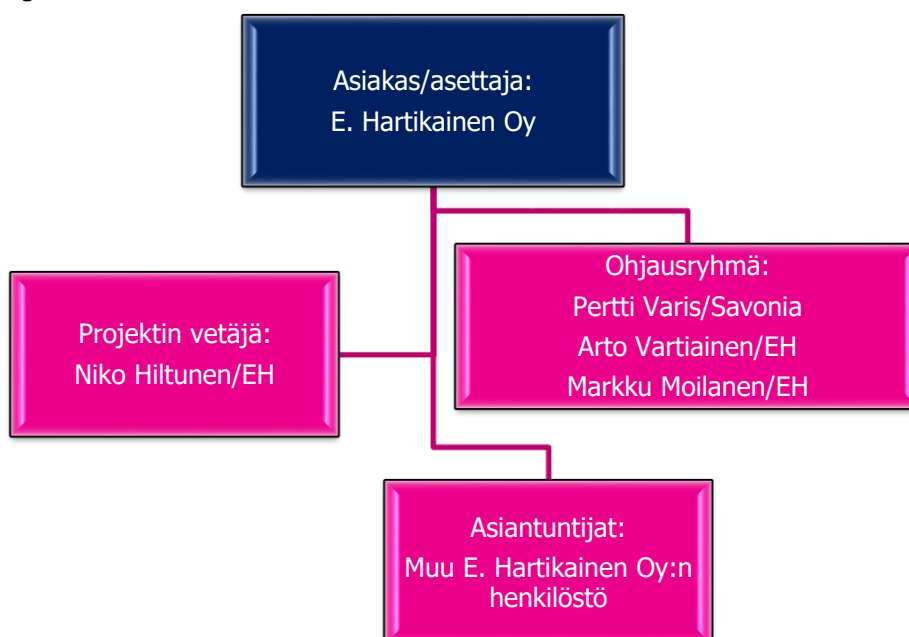 Asiakas/asettaja:
E. Hartikainen Oy
Ohjausryhmä:
Pertti Varis/Savonia
Arto Vartiainen/EH
Markku Moilanen/EH
Projektin vetäjä:
Niko Hiltunen/EH
Asiantuntijat:
Muu E. Hartikainen Oy:n
henkilöstö